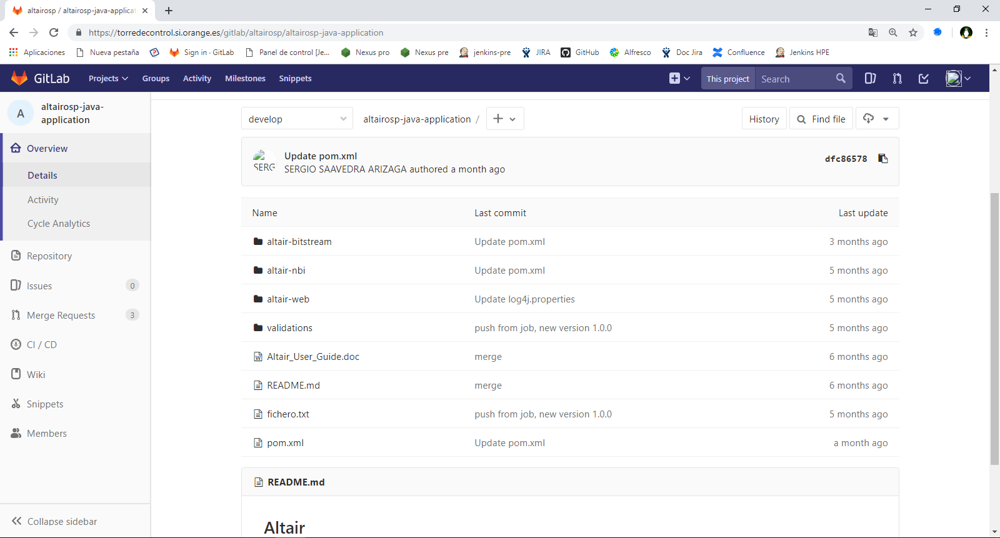 altairosp / altairosp-java-applicat
https://torredecontrol.si.orange.es/gitlab/altairosp/altairosp-java-application
Aplicaciones Nueva pestaña Sign in · GitLab Panel de control [Je... Nexus pro Nexus pre jenkins-pre JIRA GitHub Alfresco Doc Jira Confluence Jenkins HPE
GitLab Projects Groups Activity Milestones Snippets This project Search
A altairosp-java-
application
Overview
Details
Activity
Cycle Analytics
Repository
Issues 0
Merge Requests 3
CI / CD
Wiki
Snippets
Members
Collapse sidebar
develop altairosp-java-application / History Find file
SERG
Update pom.xml dfc86578
SERGIO SAAVEDRA ARIZAGA authored a month ago
Name Last commit Last update
altair-bitstream Update pom.xml 3 months ago
altair-nbi Update pom.xml 5 months ago
altair-web Update log4j.properties 5 months ago
validations push from job, new version 1.0.0 5 months ago
Altair_User_Guide.doc merge 6 months ago
README.md merge 6 months ago
fichero.txt push from job, new version 1.0.0 5 months ago
pom.xml Update pom.xml a month ago
README.md
Altair